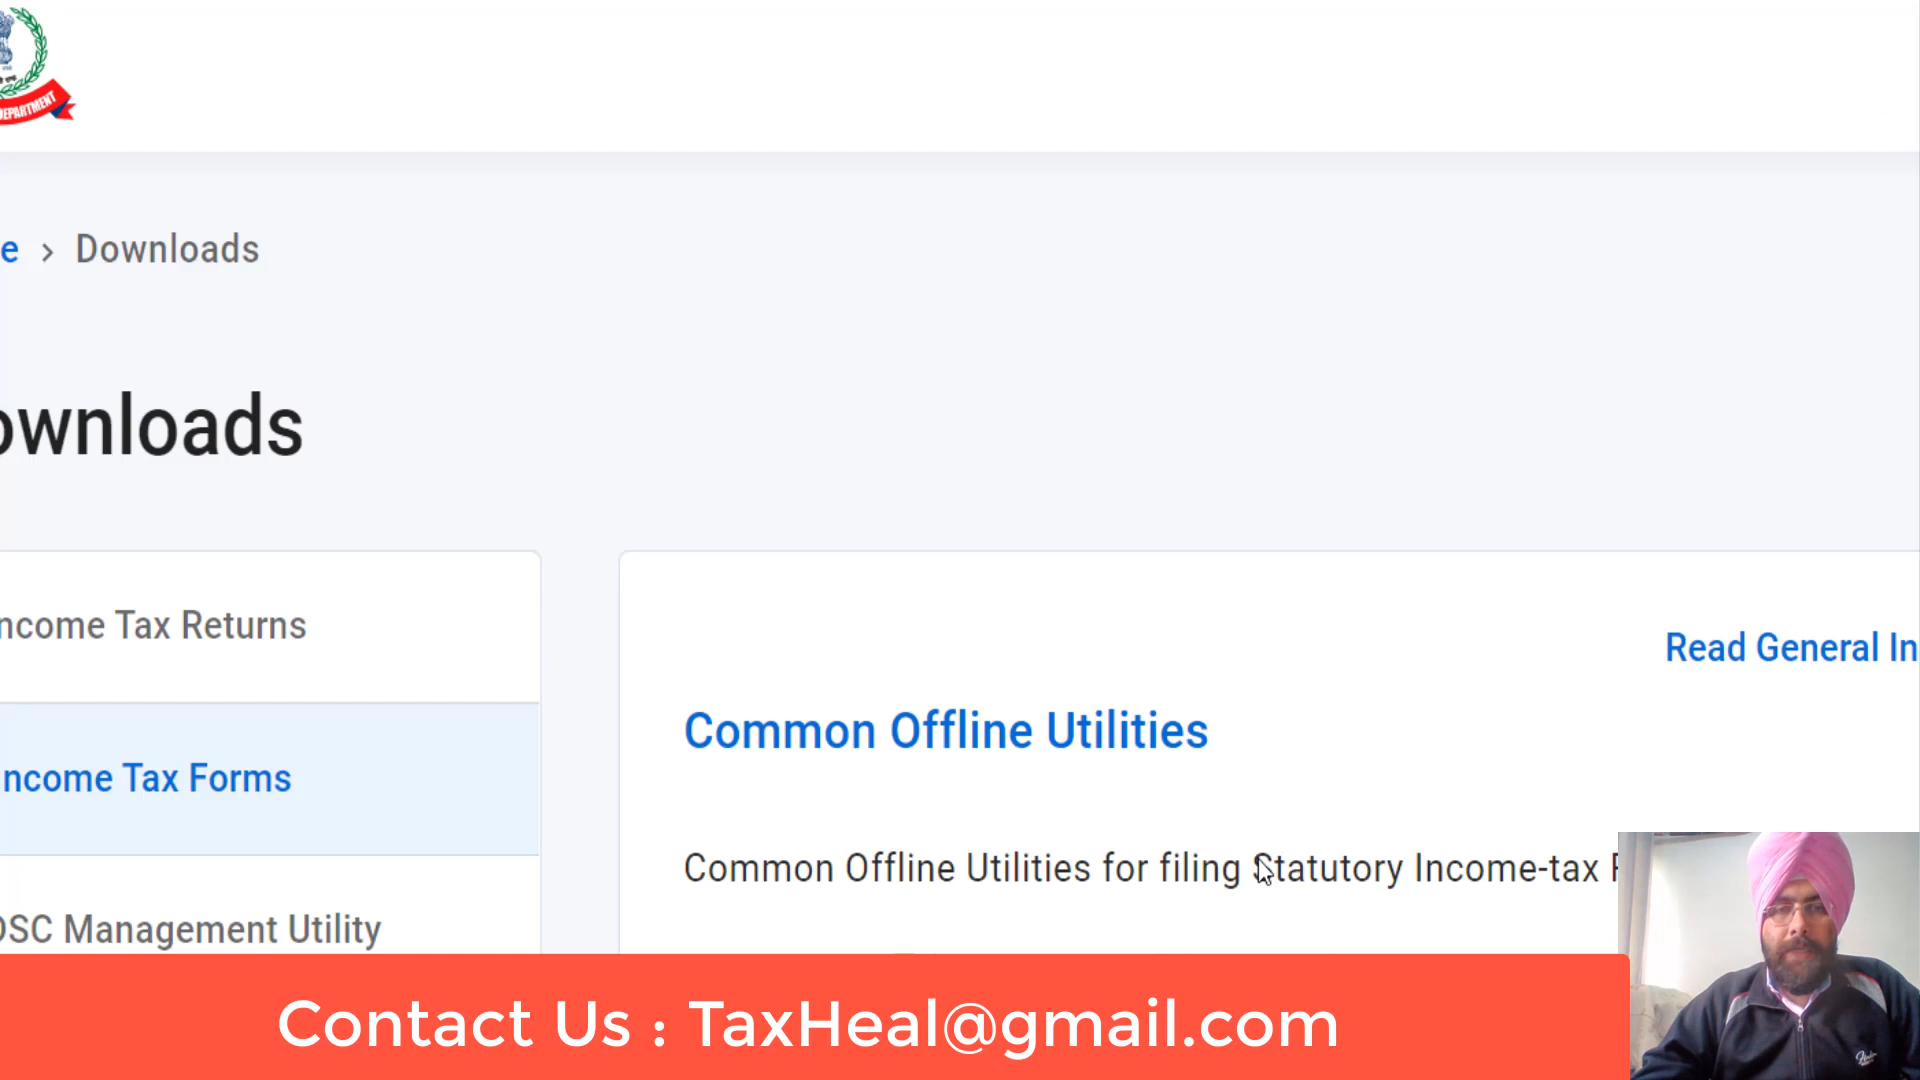 DEPARTMENT
e > Downloads
ownloads
ncome Tax Returns
Read General In
Common Offline Utilities
ncome Tax Forms
Common Offline Utilities for filing Statutory Income-tax
DSC Management Utility
Contact Us : TaxHeal@gmail.com